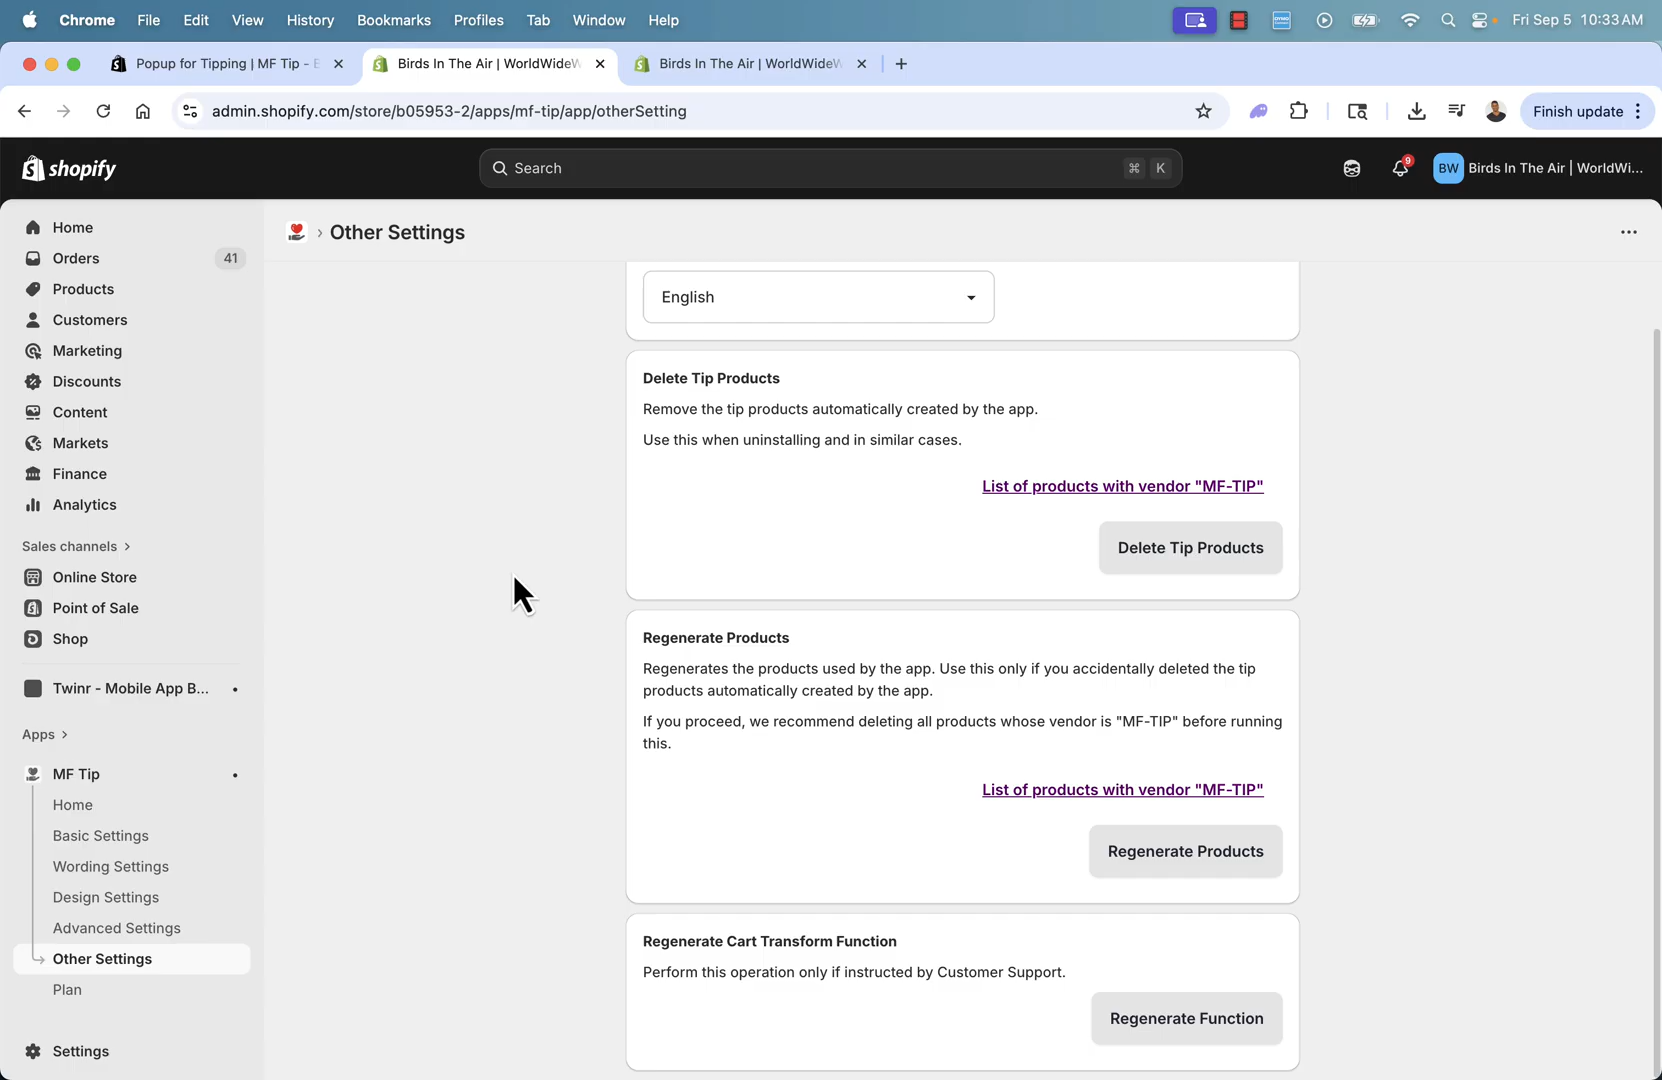 Chrome File Edit View History Bookmarks Profiles Tab Window Help
Fri Sep 5 10:33 AM
Popup for Tipping | MF Tip -
Birds In The Air | WorldWide
Birds In The Air | WorldWide
admin.shopify.com/store/b05953-2/apps/mf-tip/app/otherSetting
Finish update
shopify
Search
⌘ K
9
BW
Birds In The Air | WorldWi...
Home
Orders 41
Products
Customers
Marketing
Discounts
Content
Markets
Finance
Analytics
Sales channels
Online Store
Point of Sale
Shop
Twinr - Mobile App B...
Apps
MF Tip
Home
Basic Settings
Wording Settings
Design Settings
Advanced Settings
Other Settings
Plan
Settings
Other Settings
English
Delete Tip Products
Remove the tip products automatically created by the app.
Use this when uninstalling and in similar cases.
List of products with vendor "MF-TIP"
Delete Tip Products
Regenerate Products
Regenerates the products used by the app. Use this only if you accidentally deleted the tip
products automatically created by the app.
If you proceed, we recommend deleting all products whose vendor is "MF-TIP" before running
this.
List of products with vendor "MF-TIP"
Regenerate Products
Regenerate Cart Transform Function
Perform this operation only if instructed by Customer Support.
Regenerate Function